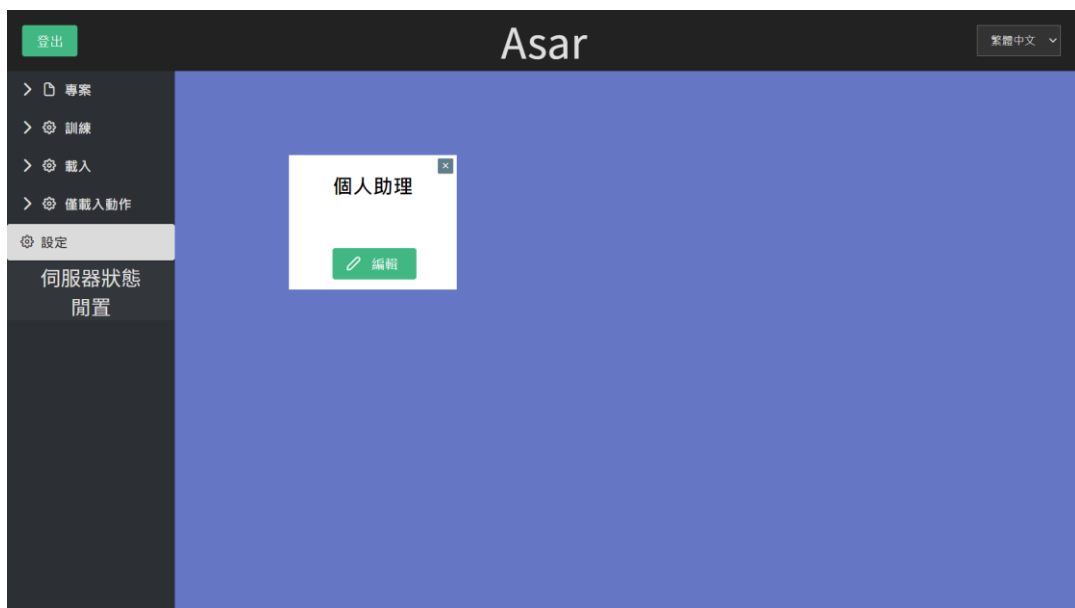 登出
Asar
繁體中文
專案
訓練
載入
僅載入動作
設定
伺服器狀態
閒置
個人助理
編輯